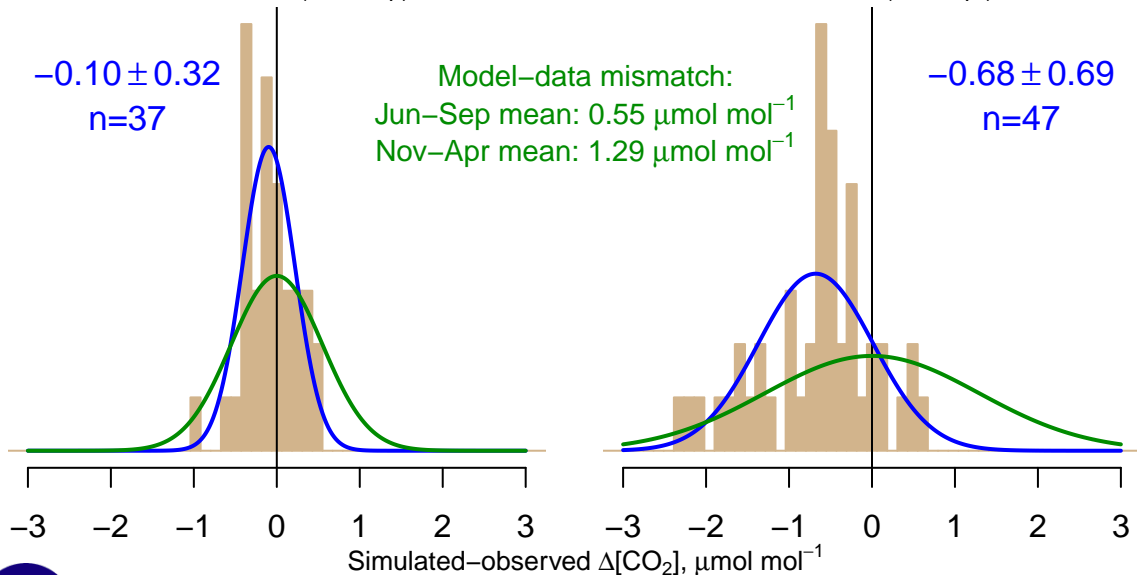 −0.10 ± 0.32
n=37
Model−data mismatch:
Jun−Sep mean: 0.55 μmol mol⁻¹
Nov−Apr mean: 1.29 μmol mol⁻¹
−0.68 ± 0.69
n=47
−3 −2 −1 0 1 2 3
−3 −2 −1 0 1 2 3
Simulated−observed Δ[CO₂], μmol mol⁻¹